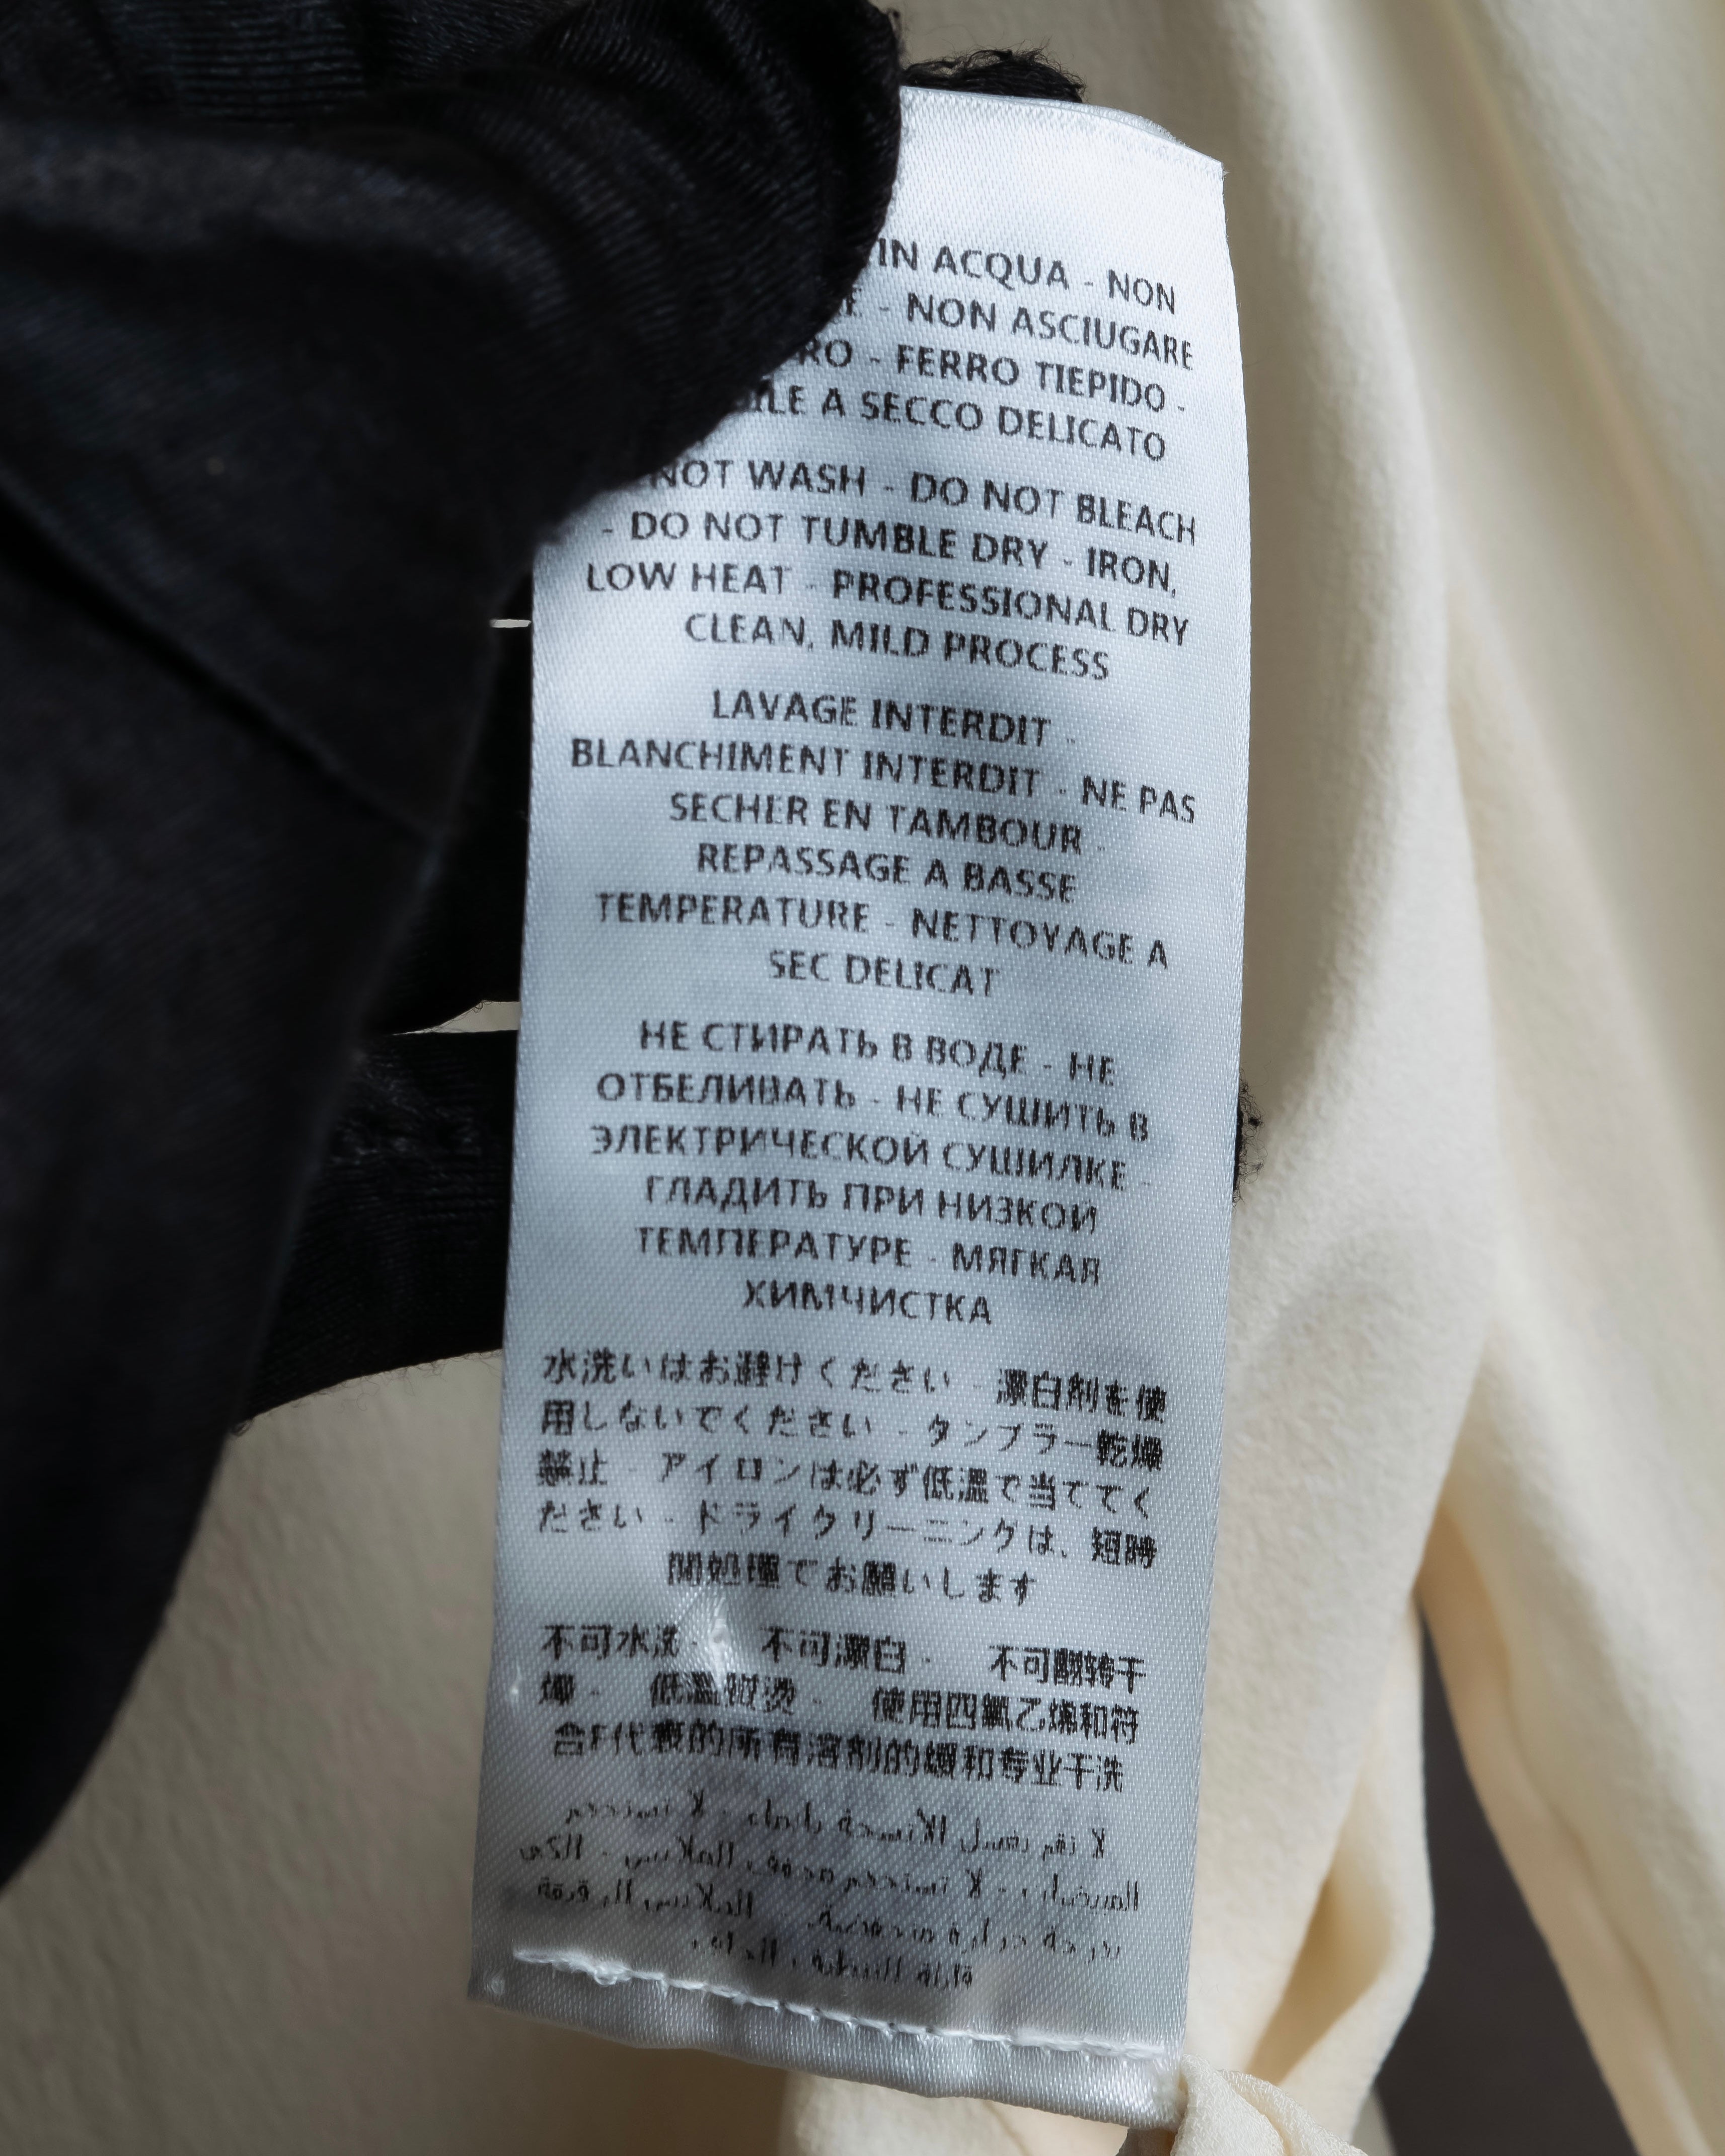 IN ACQUA - NON
- NON ASCIUGARE
- FERRO TIEPIDO -
A SECCO DELICATO
NOT WASH - DO NOT BLEACH
- DO NOT TUMBLE DRY - IRON,
LOW HEAT - PROFESSIONAL DRY
CLEAN, MILD PROCESS
LAVAGE INTERDIT -
BLANCHIMENT INTERDIT - NE PAS
SECHER EN TAMBOUR -
REPASSAGE A BASSE
TEMPERATURE - NETTOYAGE A
SEC DELICAT
НЕ СТИРАТЬ В ВОДЕ - НЕ
ОТБЕЛИВАТЬ - НЕ СУШИТЬ В
ЭЛЕКТРИЧЕСКОЙ СУШИЛКЕ -
ГЛАДИТЬ ПРИ НИЗКОЙ
ТЕМПЕРАТУРЕ - МЯГКАЯ
ХИМЧИСТКА
水洗いはお避けください - 漂白剤を使
用しないでください - タンブラー乾燥
禁止 - アイロンは必ず低温で当ててく
ださい - ドライクリーニングは、短時
間処理でお願いします
不可水洗 - 不可漂白 - 不可翻转干
燥 - 低温熨烫 - 使用四氯乙烯和符
合F代表的所有溶剂的缓和专业干洗